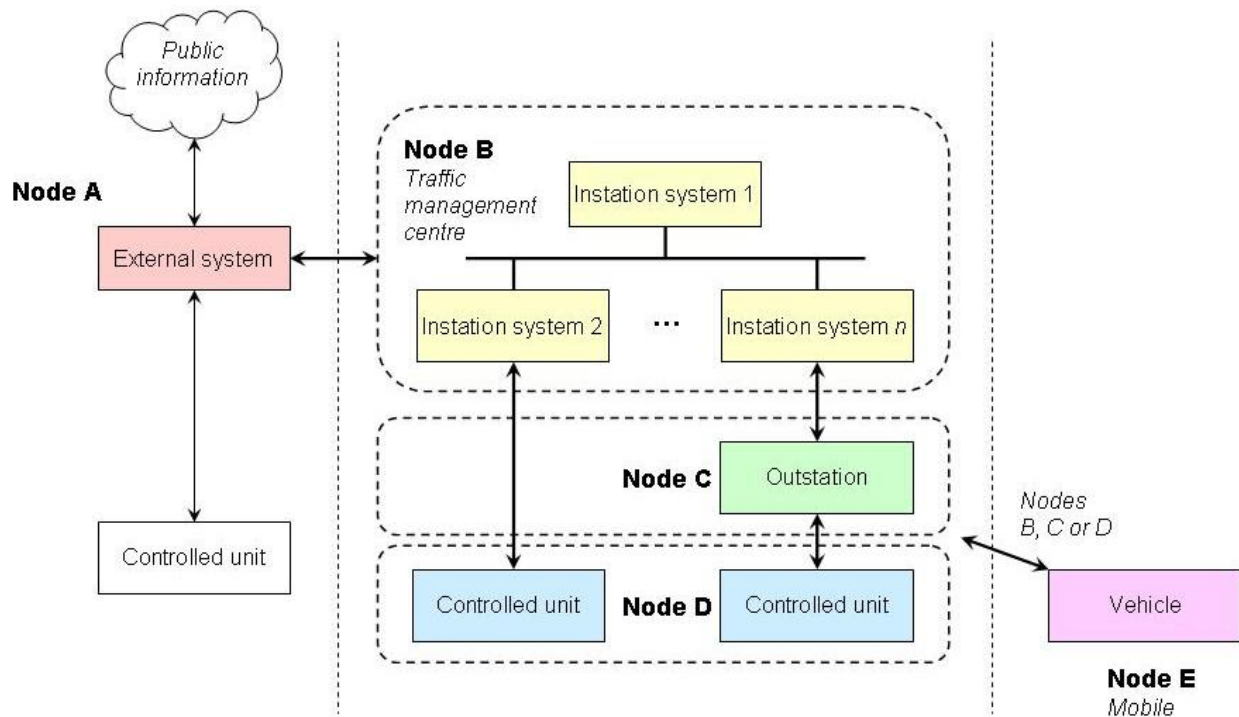 Public
information
Node A
External system
Controlled unit
Node B
Traffic
management
centre
Instation system 1
Instation system 2
...
Instation system n
Node C
Outstation
Controlled unit
Node D
Controlled unit
Nodes
B, C or D
Vehicle
Node E
Mobile